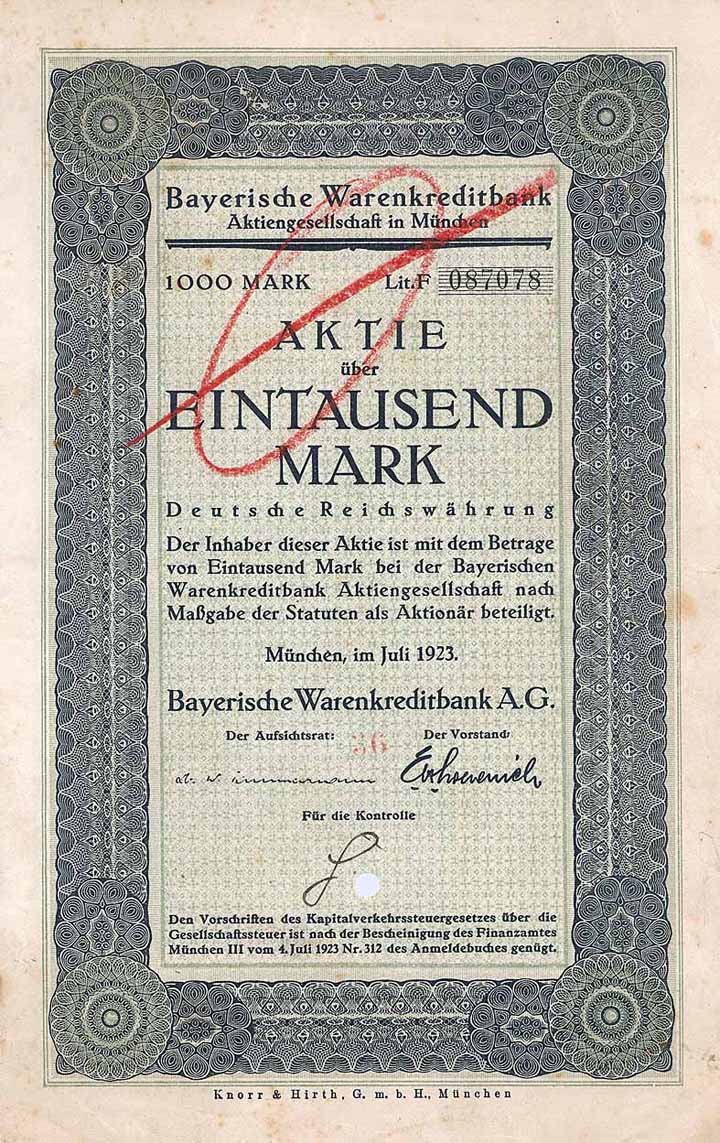 Bayerische Warenkreditbank
Aktiengesellschaft in München
1000 MARK Lit. F 087078
AKTIE
über
EINTAUSEND
MARK
Deutsche Reichswährung
Der Inhaber dieser Aktie ist mit dem Betrage
von Eintausend Mark bei der Bayerischen
Warenkreditbank Aktiengesellschaft nach
Maßgabe der Statuten als Aktionär beteiligt.
München, im Juli 1923.
Bayerische Warenkreditbank A.G.
Der Aufsichtsrat: 36 Der Vorstand:
Für die Kontrolle
Den Vorschriften des Kapitalverkehrssteuergesetzes über die
Gesellschaftssteuer ist nach der Bescheinigung des Finanzamtes
München III vom 4. Juli 1923 Nr. 312 des Anmeldebuches genügt.
Knorr & Hirth, G. m. b. H., München